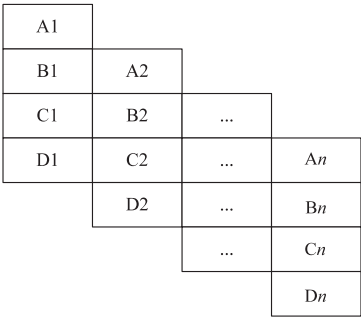 A1
B1 A2
C1 B2 ...
D1 C2 ... An
D2 ... Bn
... Cn
Dn